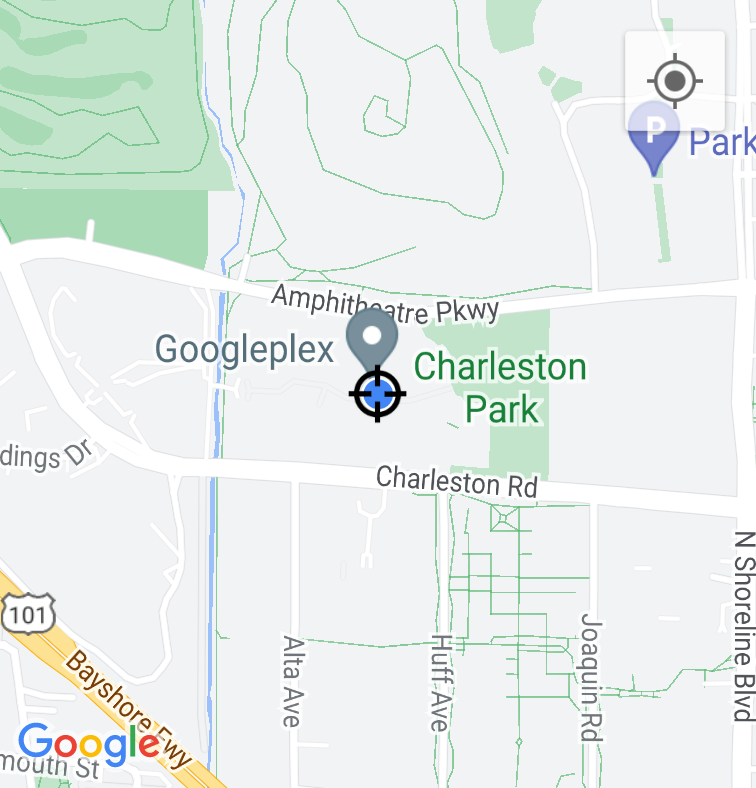 P
Park
Amphitheatre Pkwy
Googleplex
Charleston
Park
dings Dr
Charleston Rd
N Shoreline Blvd
101
Alta Ave
Huff Ave
Joaquin Rd
Bayshore Fwy
Google
mouth St